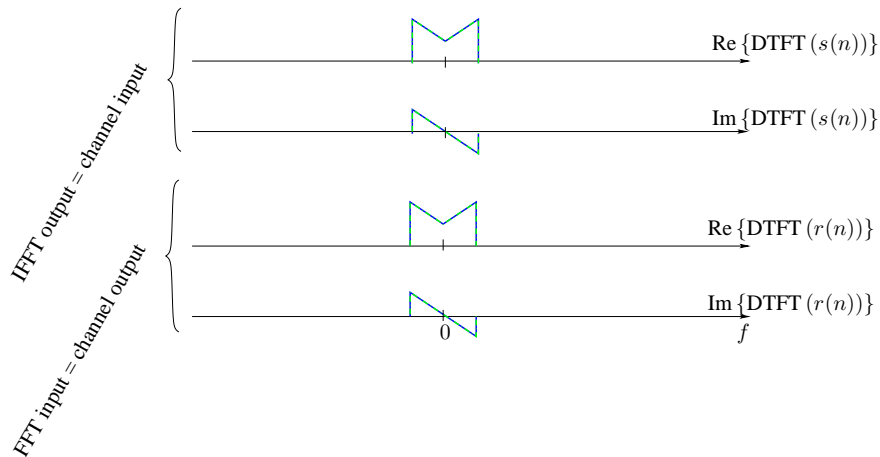 Re {DTFT (s(n))}
Im {DTFT (s(n))}
IFFT output = channel input
Re {DTFT (r(n))}
Im {DTFT (r(n))}
0
f
FFT input = channel output